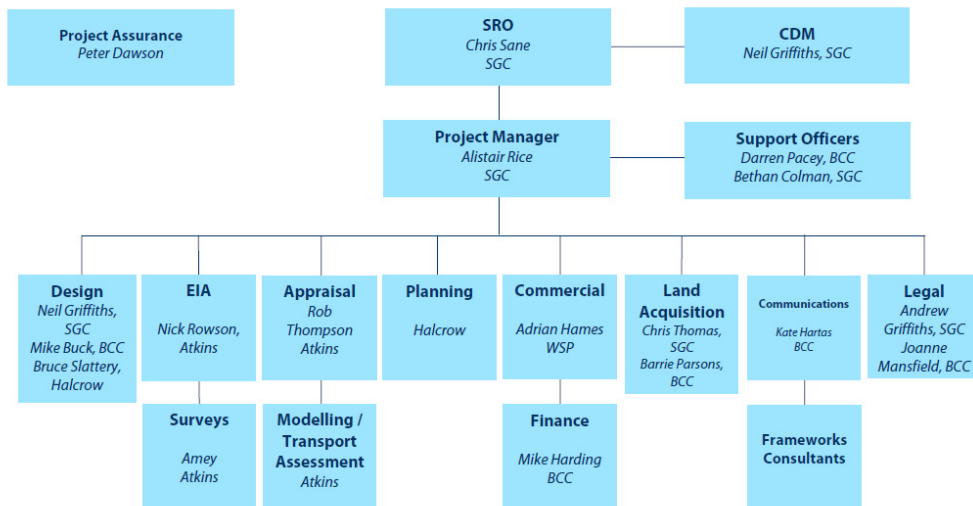 Project Assurance
Peter Dawson
SRO
Chris Sane
SGC
CDM
Neil Griffiths, SGC
Project Manager
Alistair Rice
SGC
Support Officers
Darren Pacey, BCC
Bethan Colman, SGC
Design
Neil Griffiths,
SGC
Mike Buck, BCC
Bruce Slattery,
Halcrow
EIA
Nick Rowson,
Atkins
Appraisal
Rob
Thompson
Atkins
Planning
Halcrow
Commercial
Adrian Hames
WSP
Land
Acquisition
Chris Thomas,
SGC
Barrie Parsons,
BCC
Communications
Kate Hartas
BCC
Legal
Andrew
Griffiths, SGC
Joanne
Mansfield, BCC
Surveys
Amey
Atkins
Modelling /
Transport
Assessment
Atkins
Finance
Mike Harding
BCC
Frameworks
Consultants